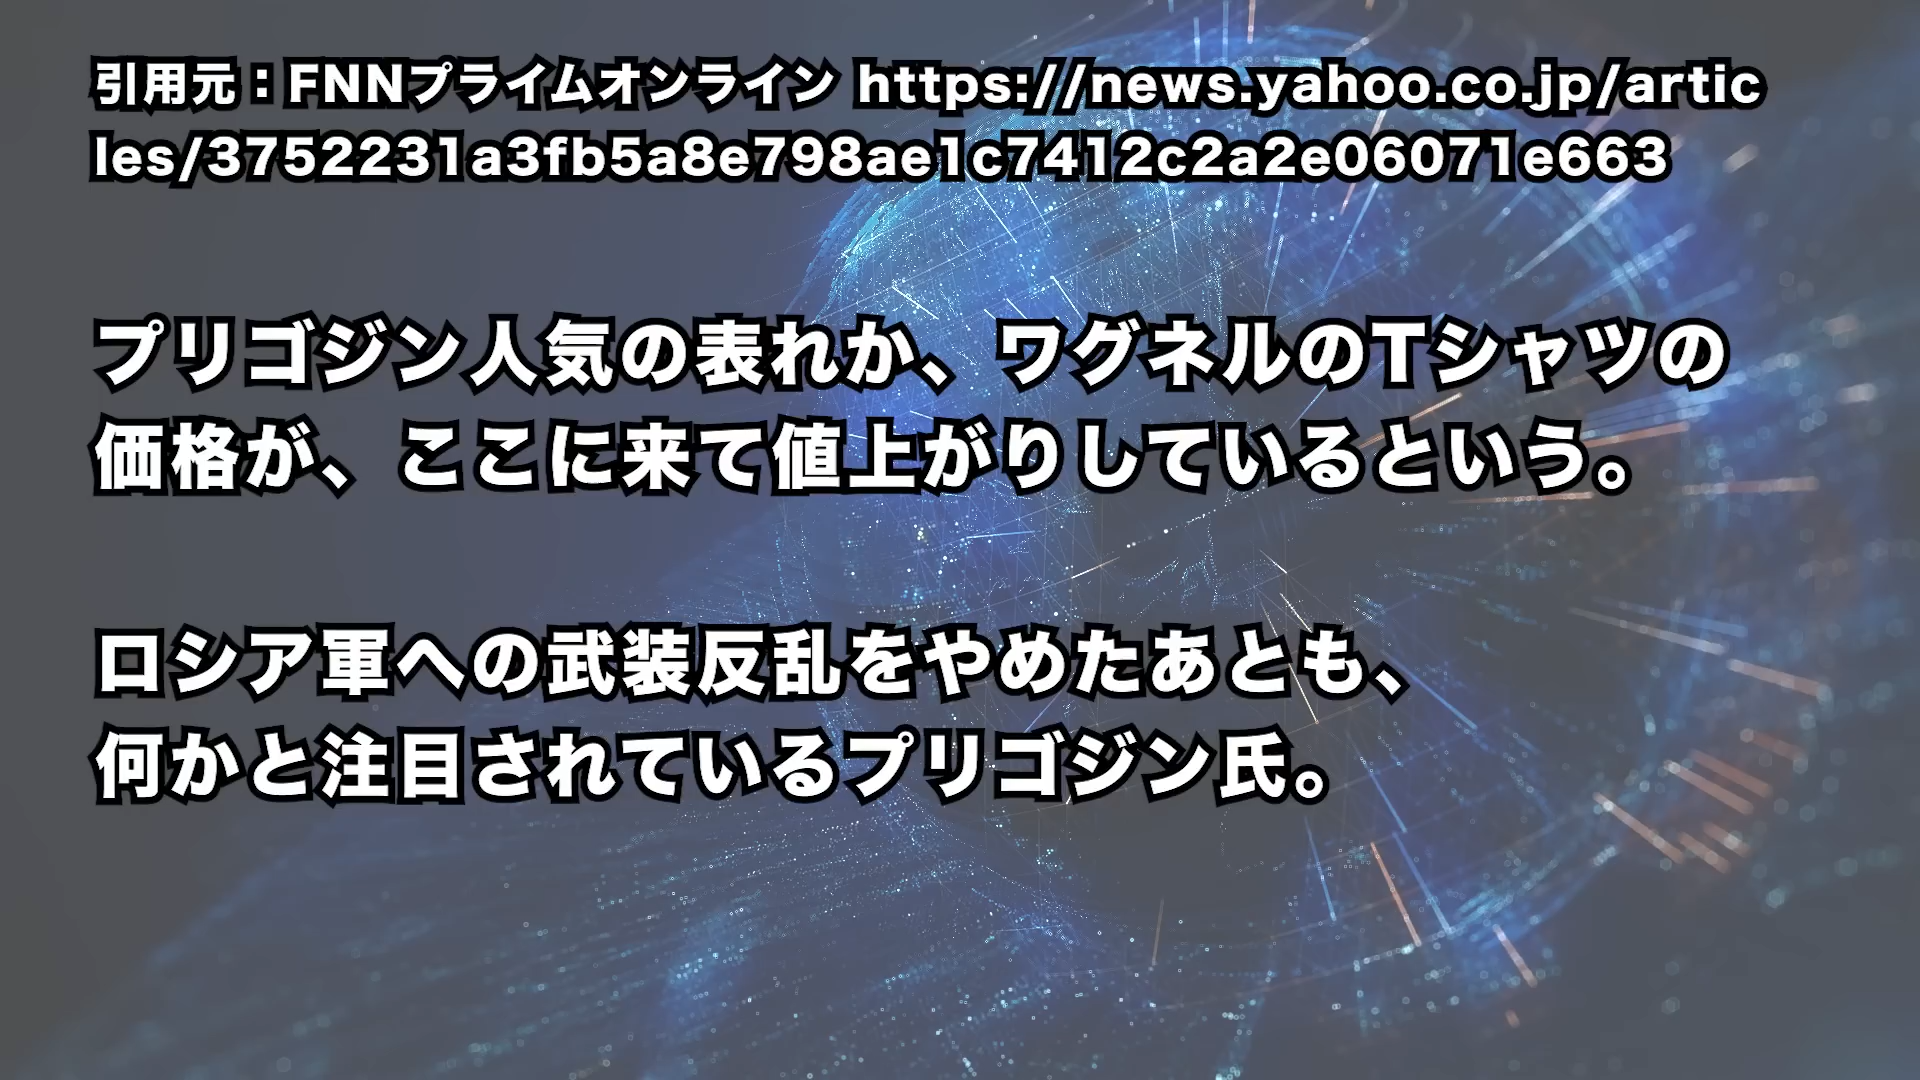 引用元：FNNプライムオンライン https://news.yahoo.co.jp/artic
les/3752231a3fb5a8e798ae1c7412c2a2e06071e663
プリゴジン人気の表れか、ワグネルのTシャツの
価格が、ここに来て値上がりしているという。
ロシア軍への武装反乱をやめたあとも、
何かと注目されているプリゴジン氏。